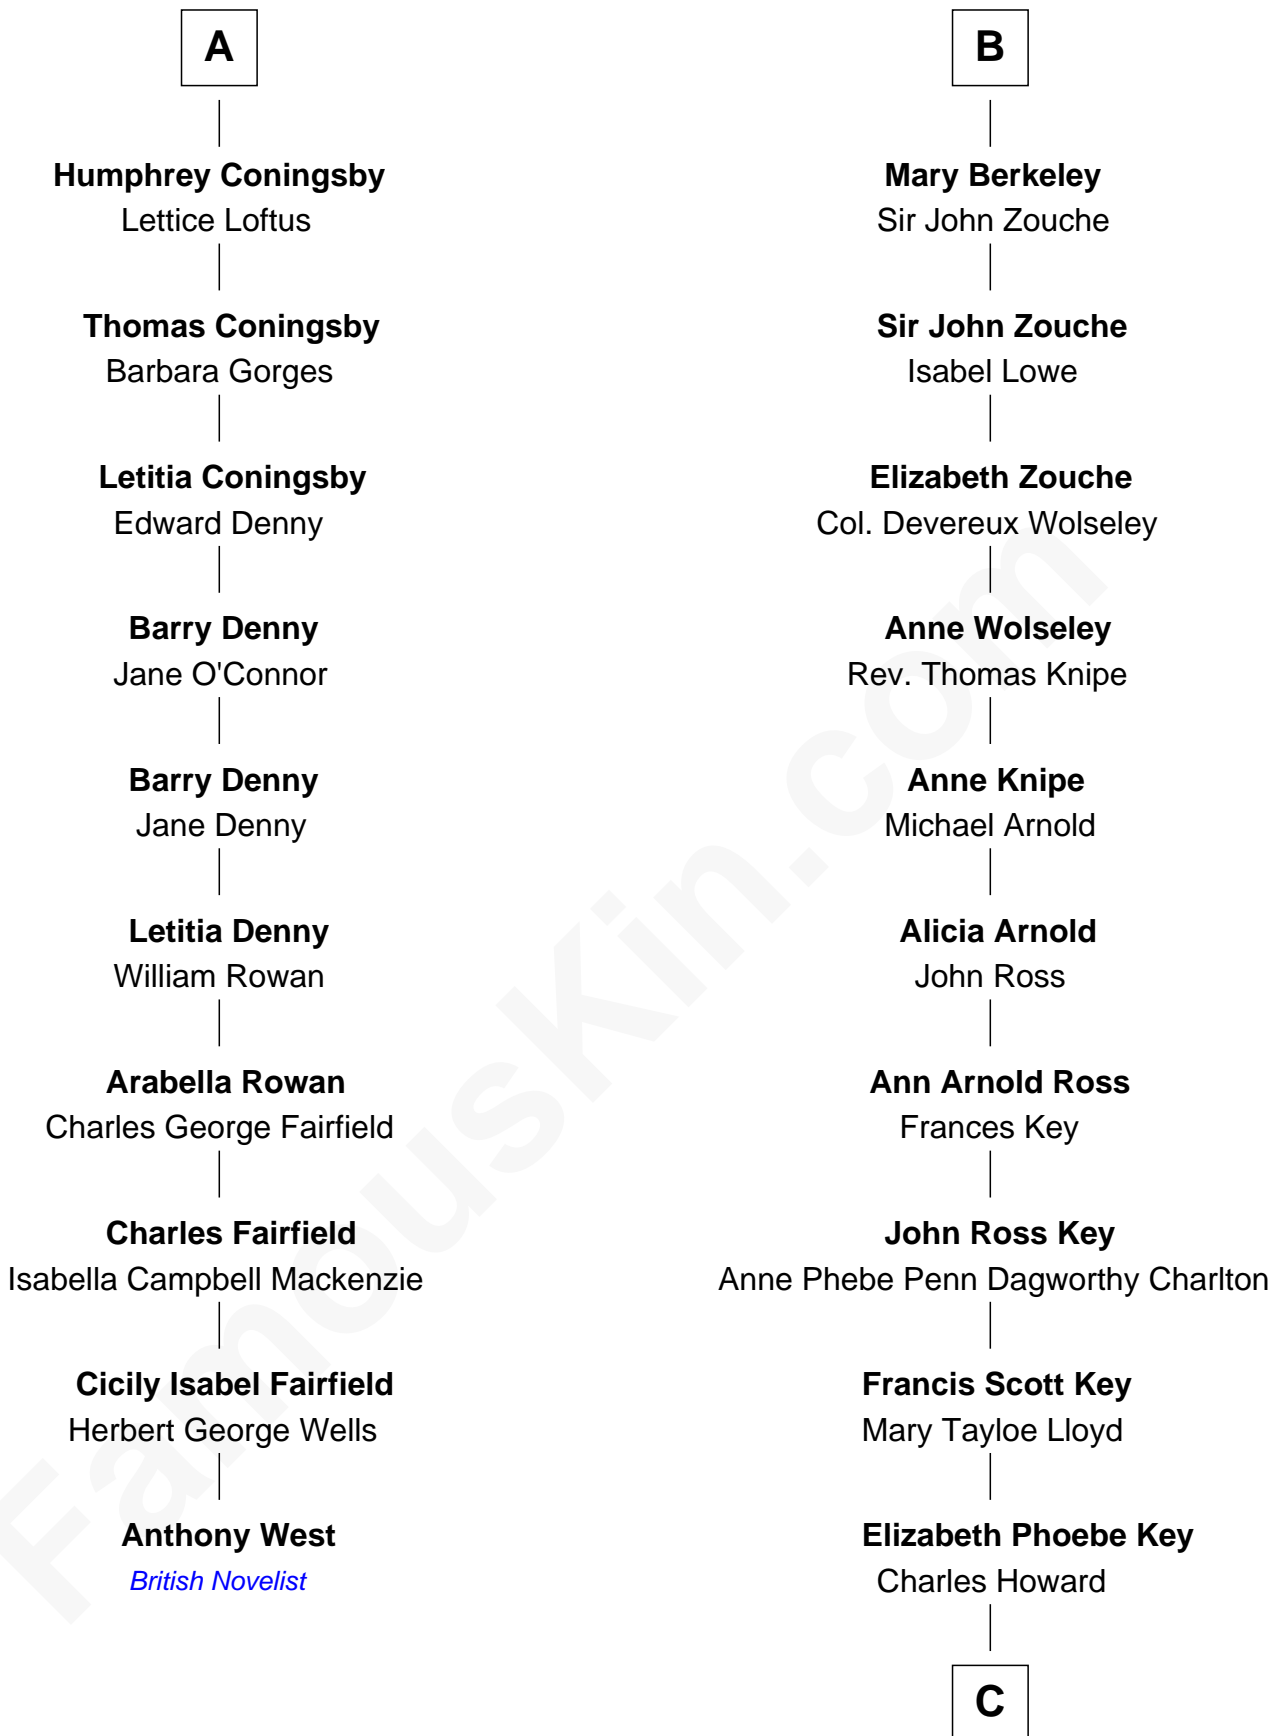 A
Humphrey Coningsby
Lettice Loftus
Thomas Coningsby
Barbara Gorges
Letitia Coningsby
Edward Denny
Barry Denny
Jane O'Connor
Barry Denny
Jane Denny
Letitia Denny
William Rowan
Arabella Rowan
Charles George Fairfield
Charles Fairfield
Isabella Campbell Mackenzie
Cicily Isabel Fairfield
Herbert George Wells
Anthony West
British Novelist
B
Mary Berkeley
Sir John Zouche
Sir John Zouche
Isabel Lowe
Elizabeth Zouche
Col. Devereux Wolseley
Anne Wolseley
Rev. Thomas Knipe
Anne Knipe
Michael Arnold
Alicia Arnold
John Ross
Ann Arnold Ross
Frances Key
John Ross Key
Anne Phebe Penn Dagworthy Charlton
Francis Scott Key
Mary Tayloe Lloyd
Elizabeth Phoebe Key
Charles Howard
C
FamousKin.com